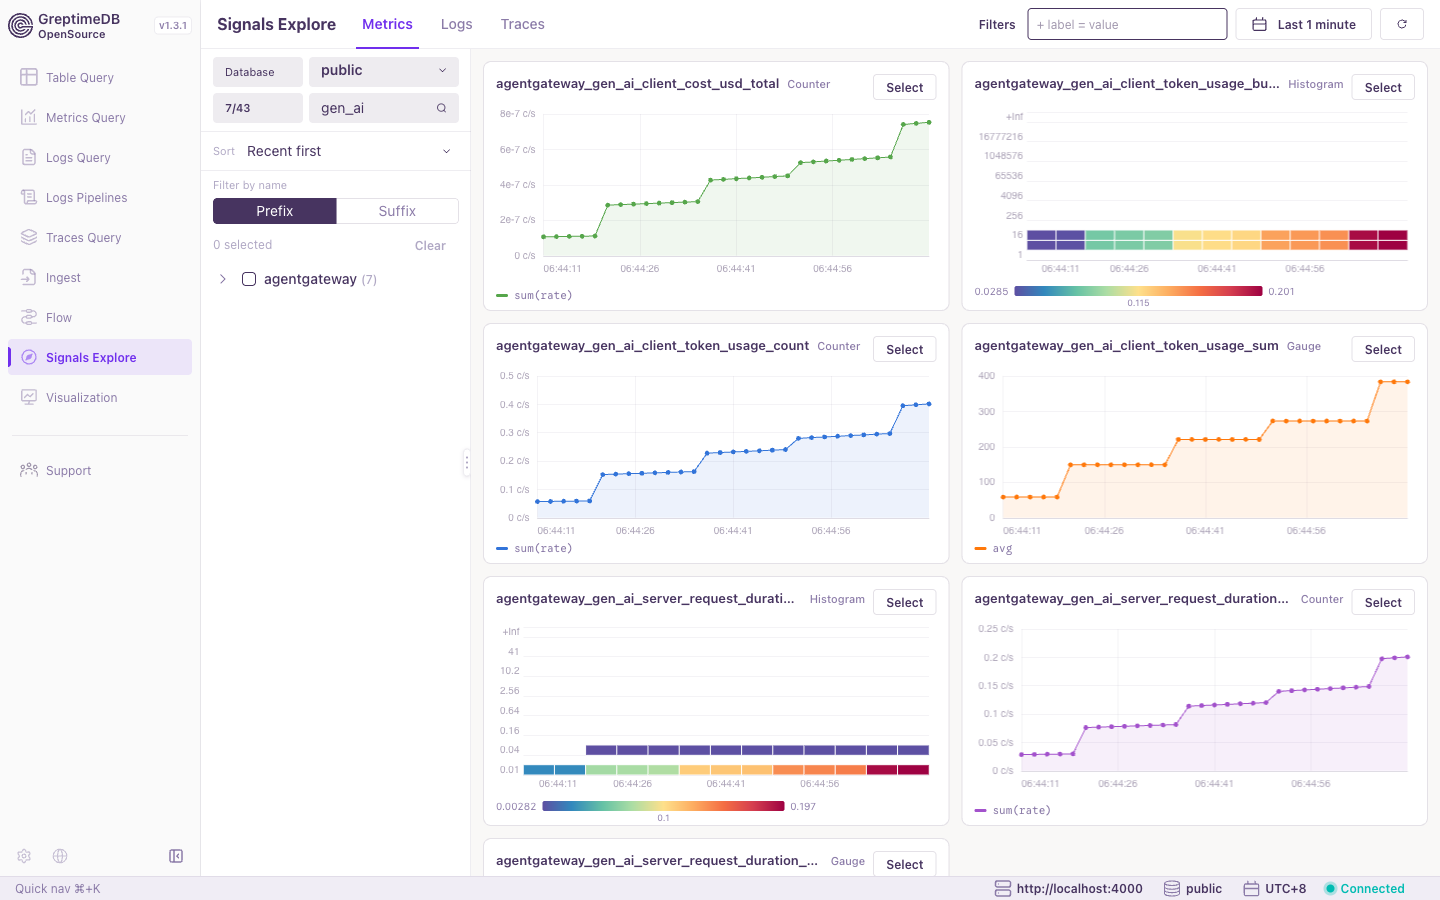 GreptimeDB
OpenSource
v1.3.1
Table Query
Metrics Query
Logs Query
Logs Pipelines
Traces Query
Ingest
Flow
Signals Explore
Visualization
Support
Signals Explore
Metrics
Logs
Traces
Filters
+ label = value
Last 1 minute
Database
public
7/43
gen_ai
Sort
Recent first
Filter by name
Prefix
Suffix
0 selected
Clear
agentgateway (7)
agentgateway_gen_ai_client_cost_usd_total
Counter
Select
8e-7 c/s
6e-7 c/s
4e-7 c/s
2e-7 c/s
0 c/s
06:44:11
06:44:26
06:44:41
06:44:56
sum(rate)
agentgateway_gen_ai_client_token_usage_bu...
Histogram
Select
+Inf
16777216
1048576
65536
4096
256
16
1
06:44:11
06:44:26
06:44:41
06:44:56
0.0285
0.201
0.115
agentgateway_gen_ai_client_token_usage_count
Counter
Select
0.5 c/s
0.4 c/s
0.3 c/s
0.2 c/s
0.1 c/s
0 c/s
06:44:11
06:44:26
06:44:41
06:44:56
sum(rate)
agentgateway_gen_ai_client_token_usage_sum
Gauge
Select
400
300
200
100
0
06:44:11
06:44:26
06:44:41
06:44:56
avg
agentgateway_gen_ai_server_request_durati...
Histogram
Select
+Inf
41
10.2
2.56
0.64
0.16
0.04
0.01
06:44:11
06:44:26
06:44:41
06:44:56
0.00282
0.197
0.1
agentgateway_gen_ai_server_request_duration...
Counter
Select
0.25 c/s
0.2 c/s
0.15 c/s
0.1 c/s
0.05 c/s
0 c/s
06:44:11
06:44:26
06:44:41
06:44:56
sum(rate)
agentgateway_gen_ai_server_request_duration_...
Gauge
Select
Quick nav ⌘+K
http://localhost:4000
public
UTC+8
Connected